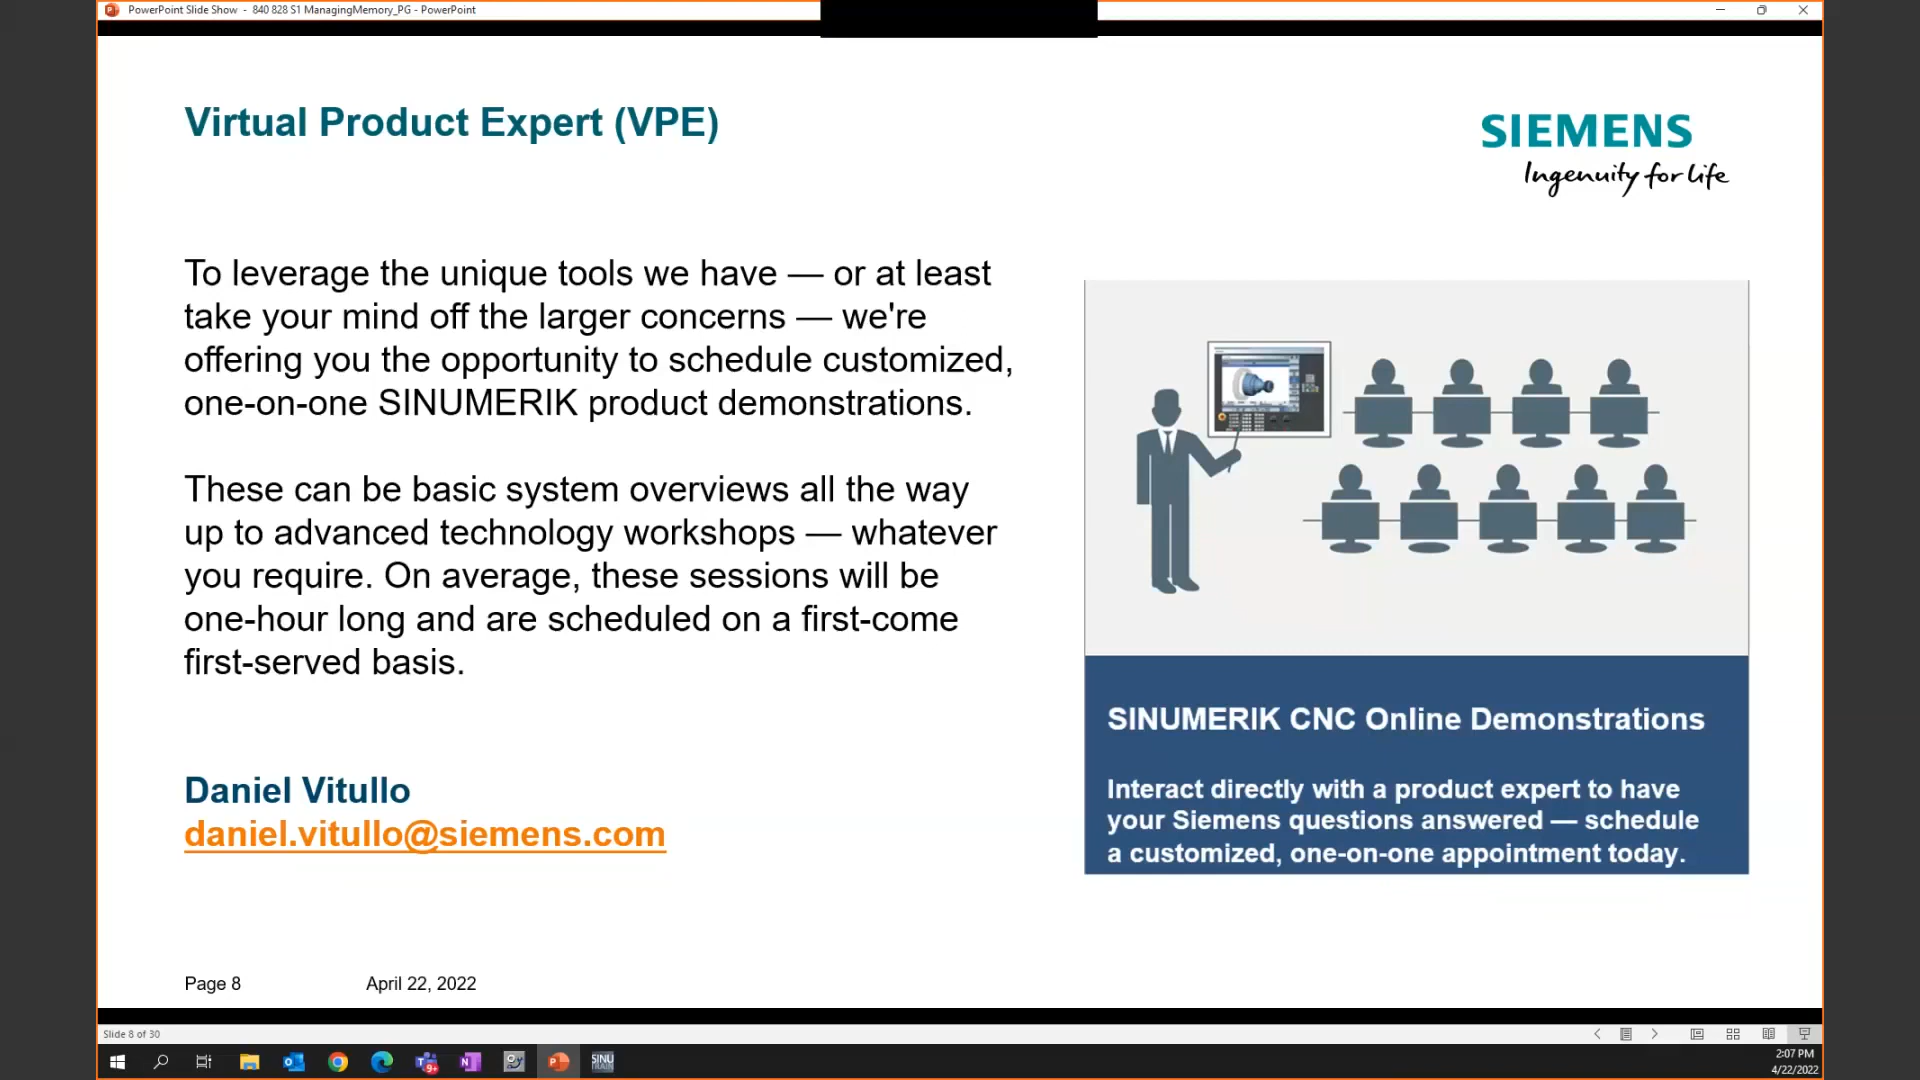 PowerPoint Slide Show - 840 828 S1 ManagingMemory_PG - PowerPoint
Virtual Product Expert (VPE)
SIEMENS
Ingenuity for life
To leverage the unique tools we have — or at least
take your mind off the larger concerns — we're
offering you the opportunity to schedule customized,
one-on-one SINUMERIK product demonstrations.
These can be basic system overviews all the way
up to advanced technology workshops — whatever
you require. On average, these sessions will be
one-hour long and are scheduled on a first-come
first-served basis.
Daniel Vitullo
daniel.vitullo@siemens.com
SINUMERIK CNC Online Demonstrations
Interact directly with a product expert to have
your Siemens questions answered — schedule
a customized, one-on-one appointment today.
Page 8 April 22, 2022
Slide 8 of 30
9+
SINU
TRAIN
2:07 PM
4/22/2022